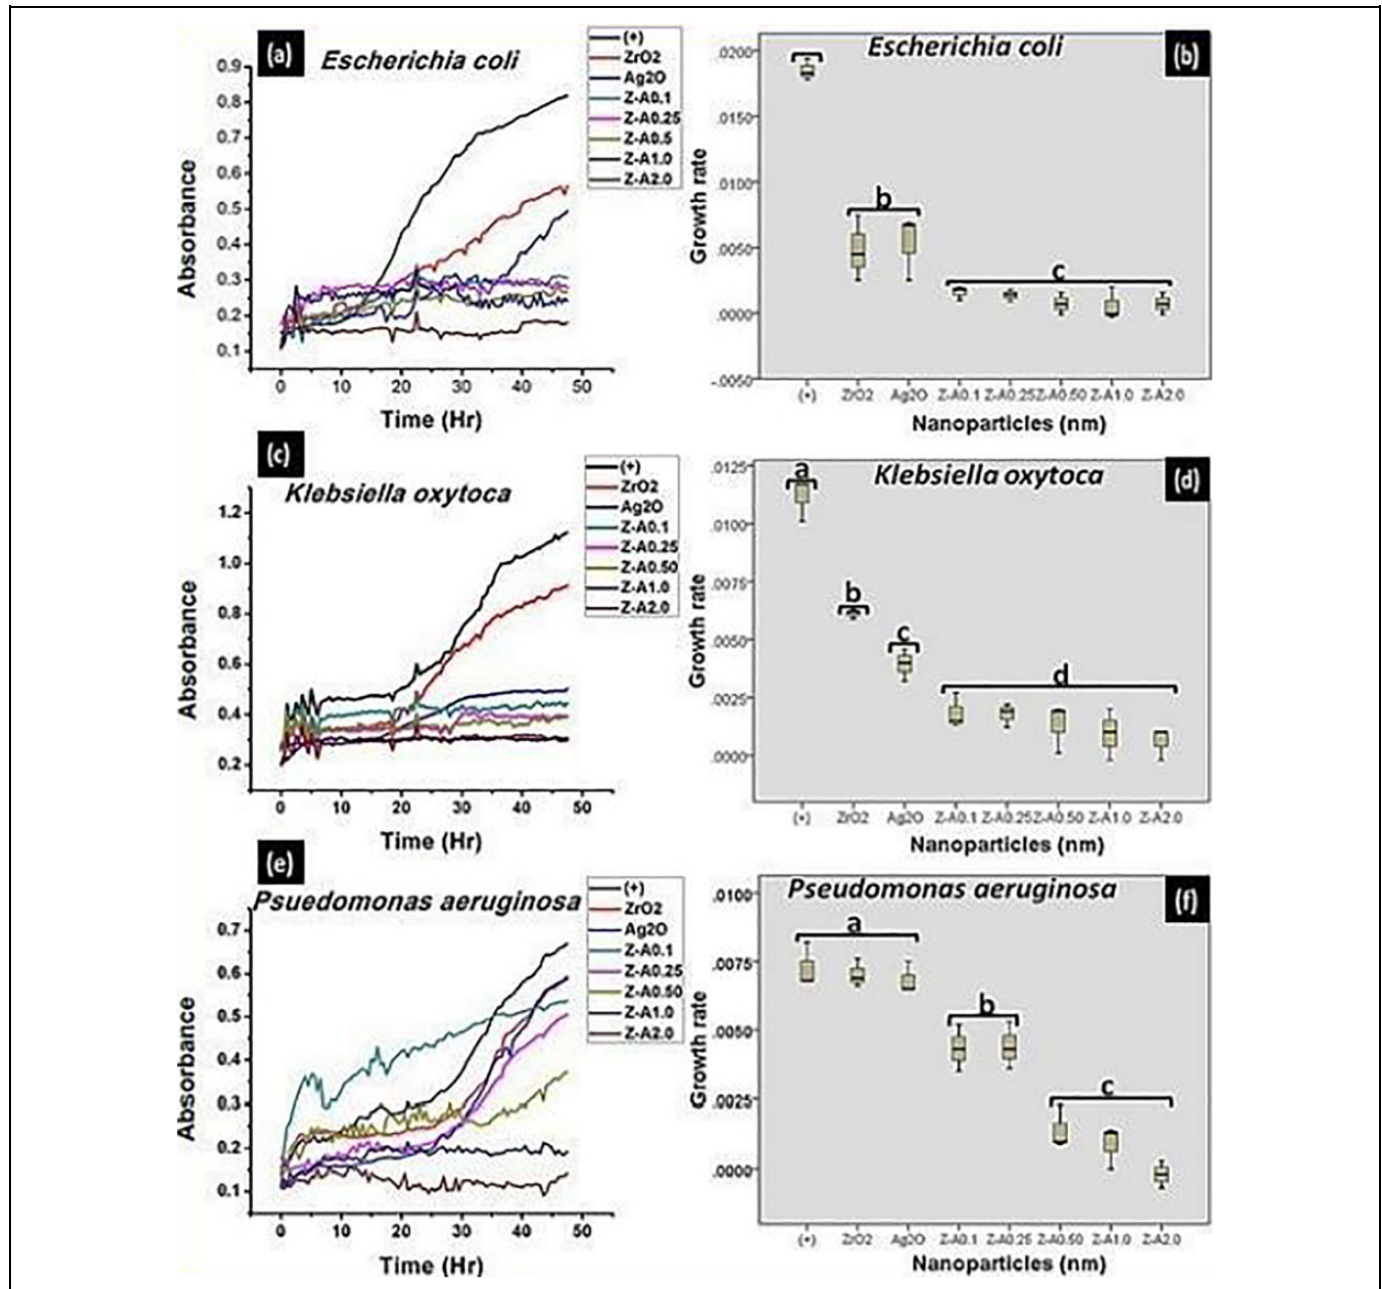 (a)
Escherichia coli
(+)
ZrO2
Ag2O
Z-A0.1
Z-A0.25
Z-A0.5
Z-A1.0
Z-A2.0
0.9
0.8
0.7
0.6
0.5
0.4
0.3
0.2
0.1
Absorbance
0 10 20 30 40 50
Time (Hr)
(b)
Escherichia coli
.0200
.0150
.0100
.0050
.0000
-.0050
Growth rate
b
c
(+) ZrO2 Ag2O Z-A0.1 Z-A0.25 Z-A0.50 Z-A1.0 Z-A2.0
Nanoparticles (nm)
(c)
Klebsiella oxytoca
(+)
ZrO2
Ag2O
Z-A0.1
Z-A0.25
Z-A0.50
Z-A1.0
Z-A2.0
1.2
1.0
0.8
0.6
0.4
0.2
Absorbance
0 10 20 30 40 50
Time (Hr)
(d)
Klebsiella oxytoca
.0125
.0100
.0075
.0050
.0025
.0000
Growth rate
a
b
c
d
(+) ZrO2 Ag2O Z-A0.1 Z-A0.25 Z-A0.50 Z-A1.0 Z-A2.0
Nanoparticles (nm)
(e)
Psuedomonas aeruginosa
(+)
ZrO2
Ag2O
Z-A0.1
Z-A0.25
Z-A0.50
Z-A1.0
Z-A2.0
0.7
0.6
0.5
0.4
0.3
0.2
0.1
Absorbance
0 10 20 30 40 50
Time (Hr)
(f)
Pseudomonas aeruginosa
.0100
.0075
.0050
.0025
.0000
Growth rate
a
b
c
(+) ZrO2 Ag2O Z-A0.1 Z-A0.25 Z-A0.50 Z-A1.0 Z-A2.0
Nanoparticles (nm)